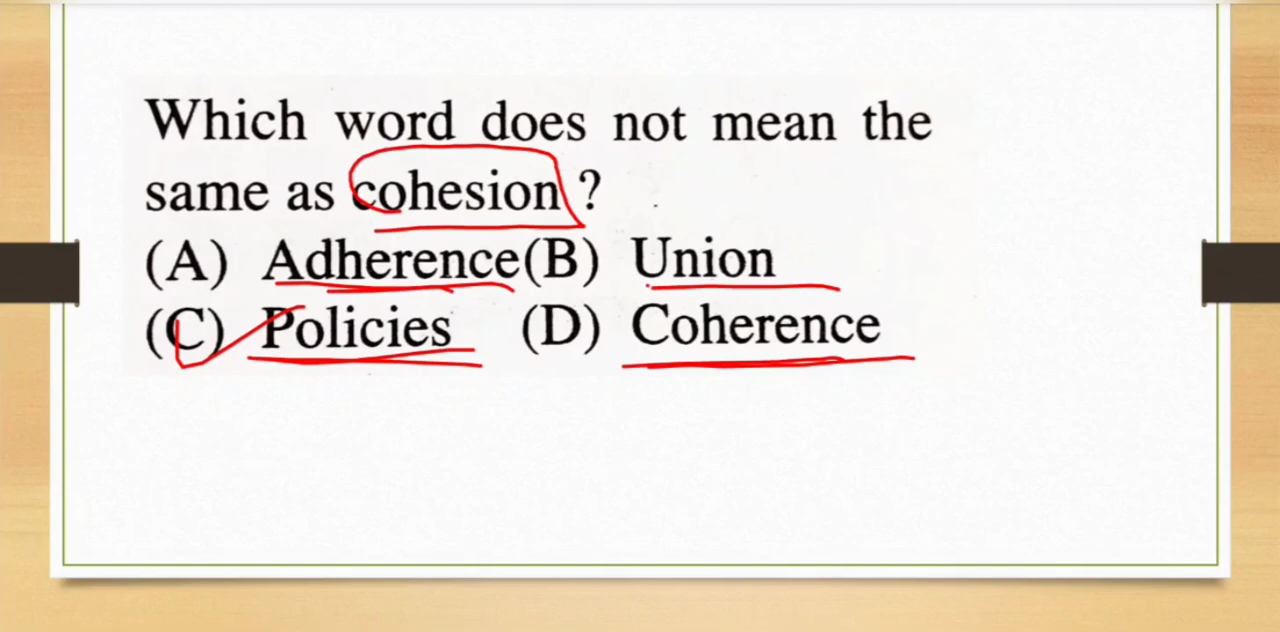 Which word does not mean the
same as cohesion ?
(A) Adherence (B) Union
(C) Policies (D) Coherence